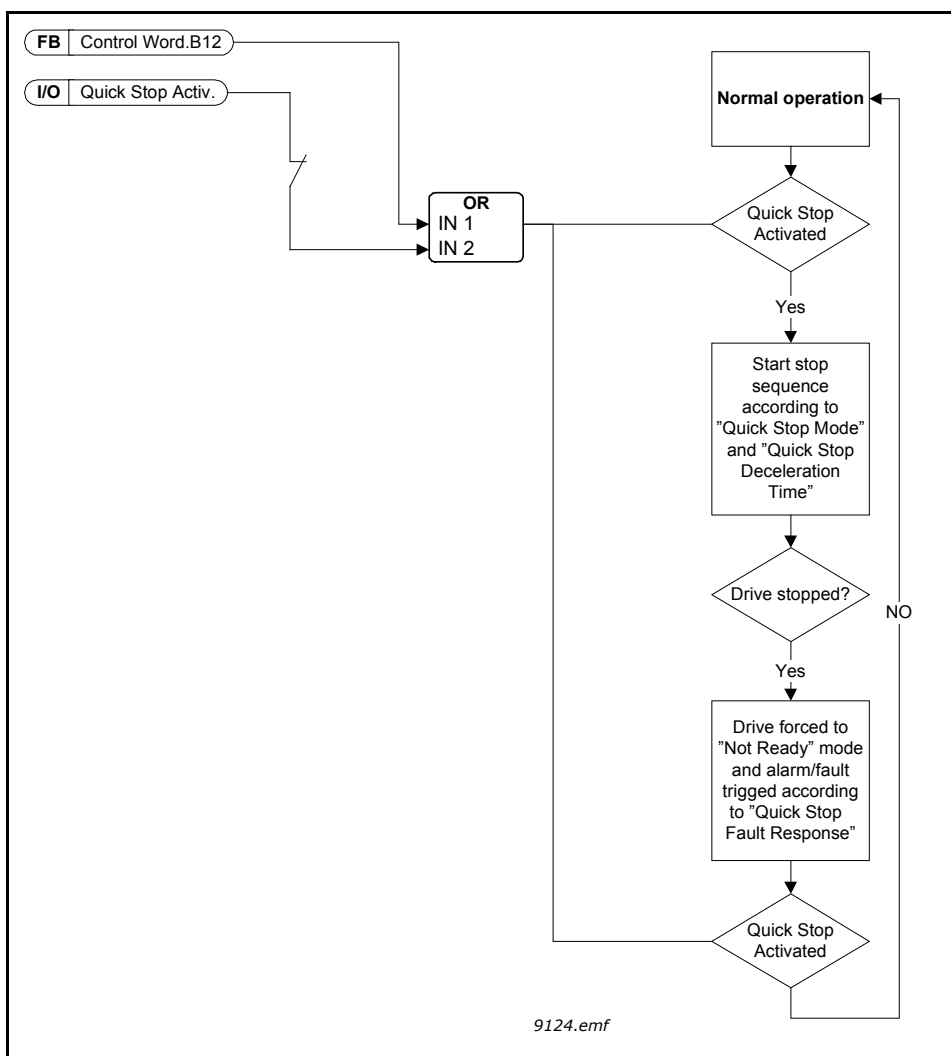 FB Control Word.B12
I/O Quick Stop Activ.
OR
IN 1
IN 2
Normal operation
Quick Stop
Activated
Yes
Start stop
sequence
according to
”Quick Stop Mode”
and ”Quick Stop
Deceleration
Time”
Drive stopped?
NO
Yes
Drive forced to
”Not Ready” mode
and alarm/fault
trigged according
to ”Quick Stop
Fault Response”
Quick Stop
Activated
9124.emf